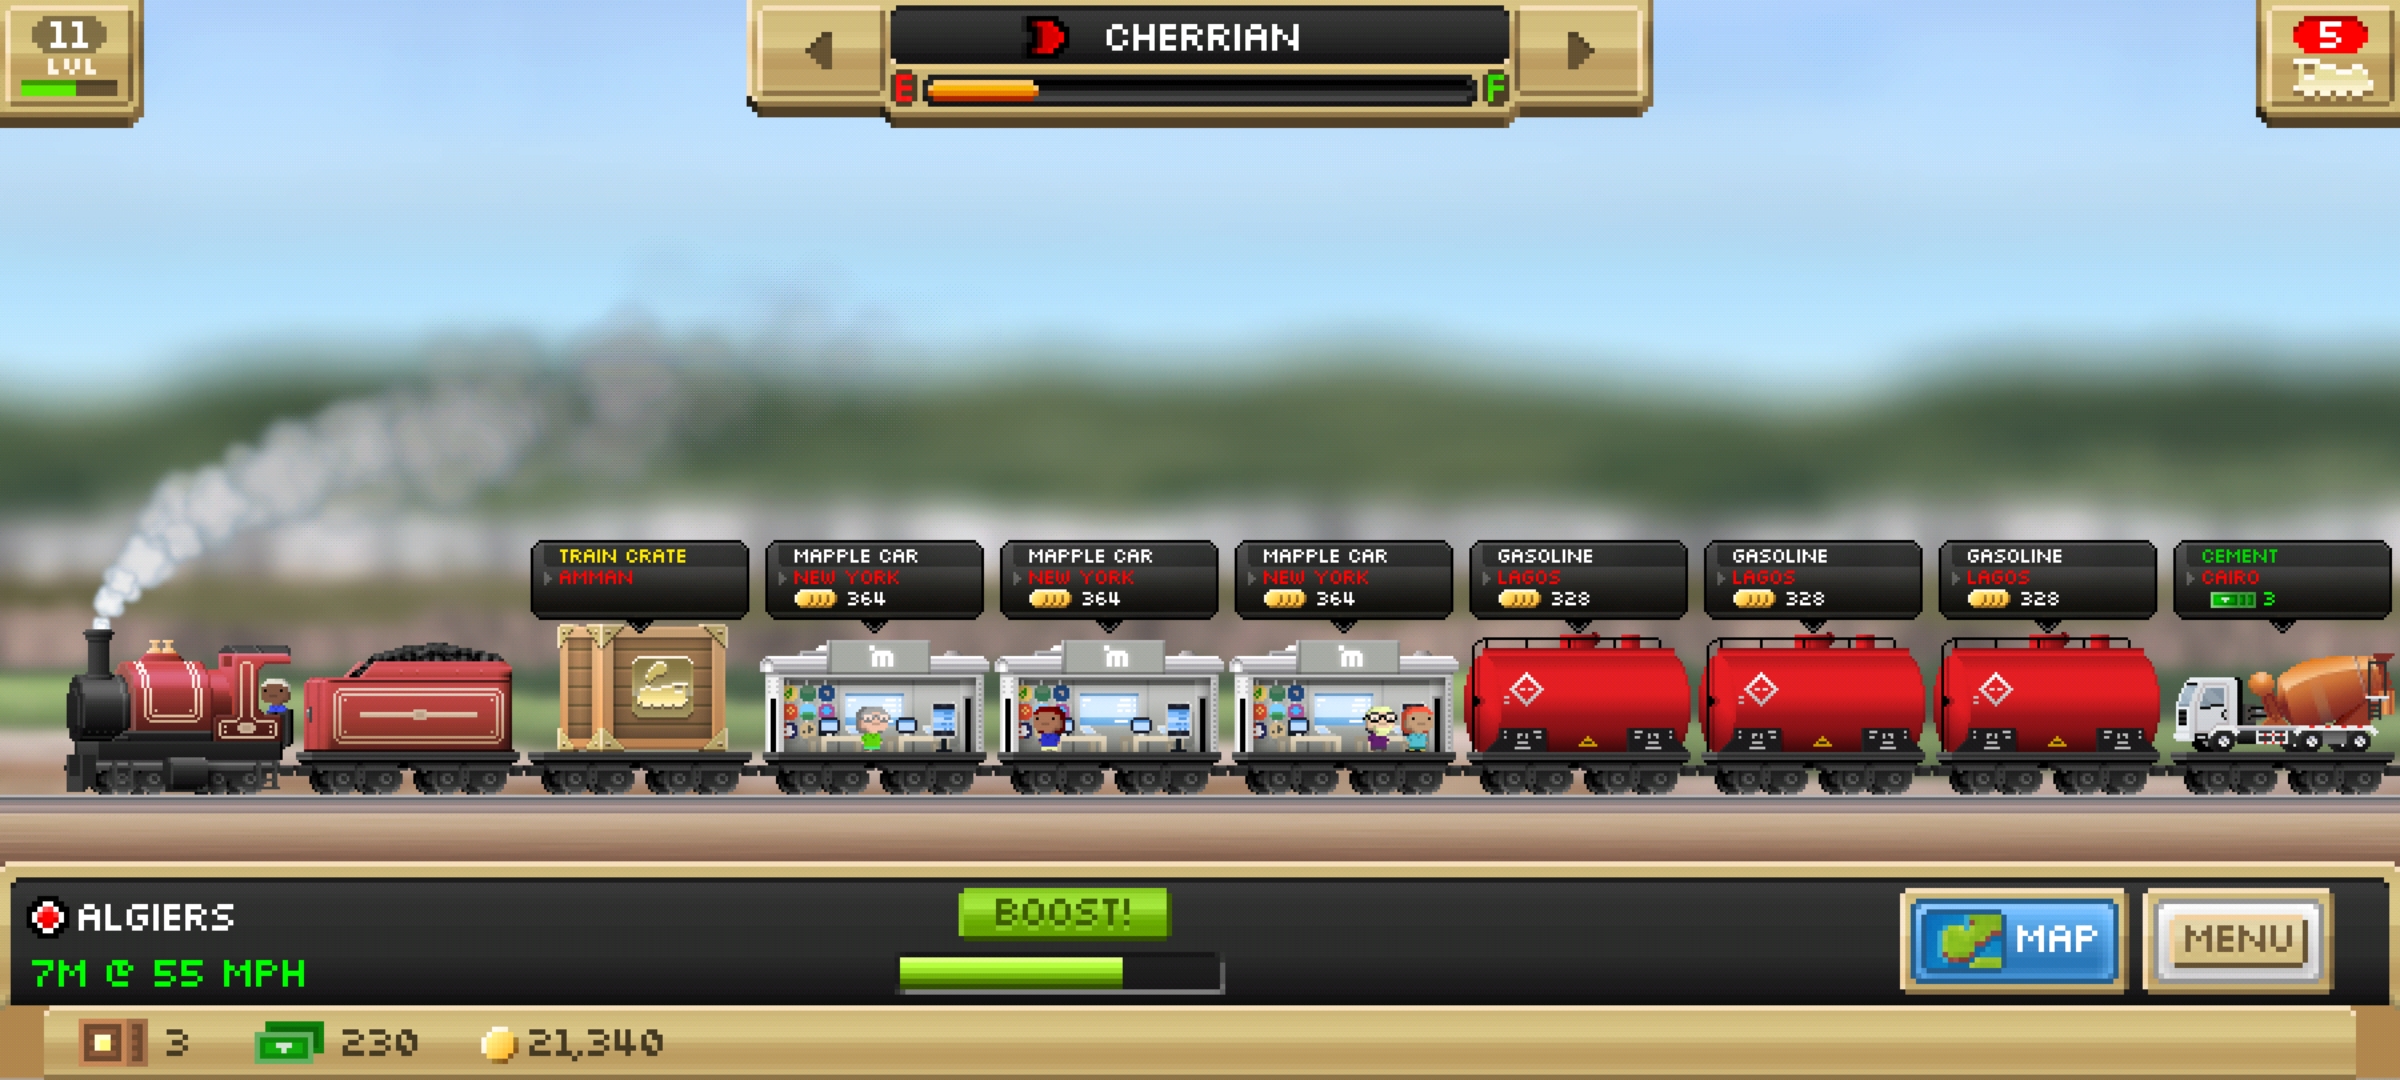 11
LVL
CHERRIAN
E
F
5
TRAIN CRATE
AMMAN
MAPPLE CAR
NEW YORK
364
MAPPLE CAR
NEW YORK
364
MAPPLE CAR
NEW YORK
364
GASOLINE
LAGOS
328
GASOLINE
LAGOS
328
GASOLINE
LAGOS
328
CEMENT
CAIRO
3
m
m
m
ALGIERS
7M @ 55 MPH
BOOST!
MAP
MENU
3
230
21,340